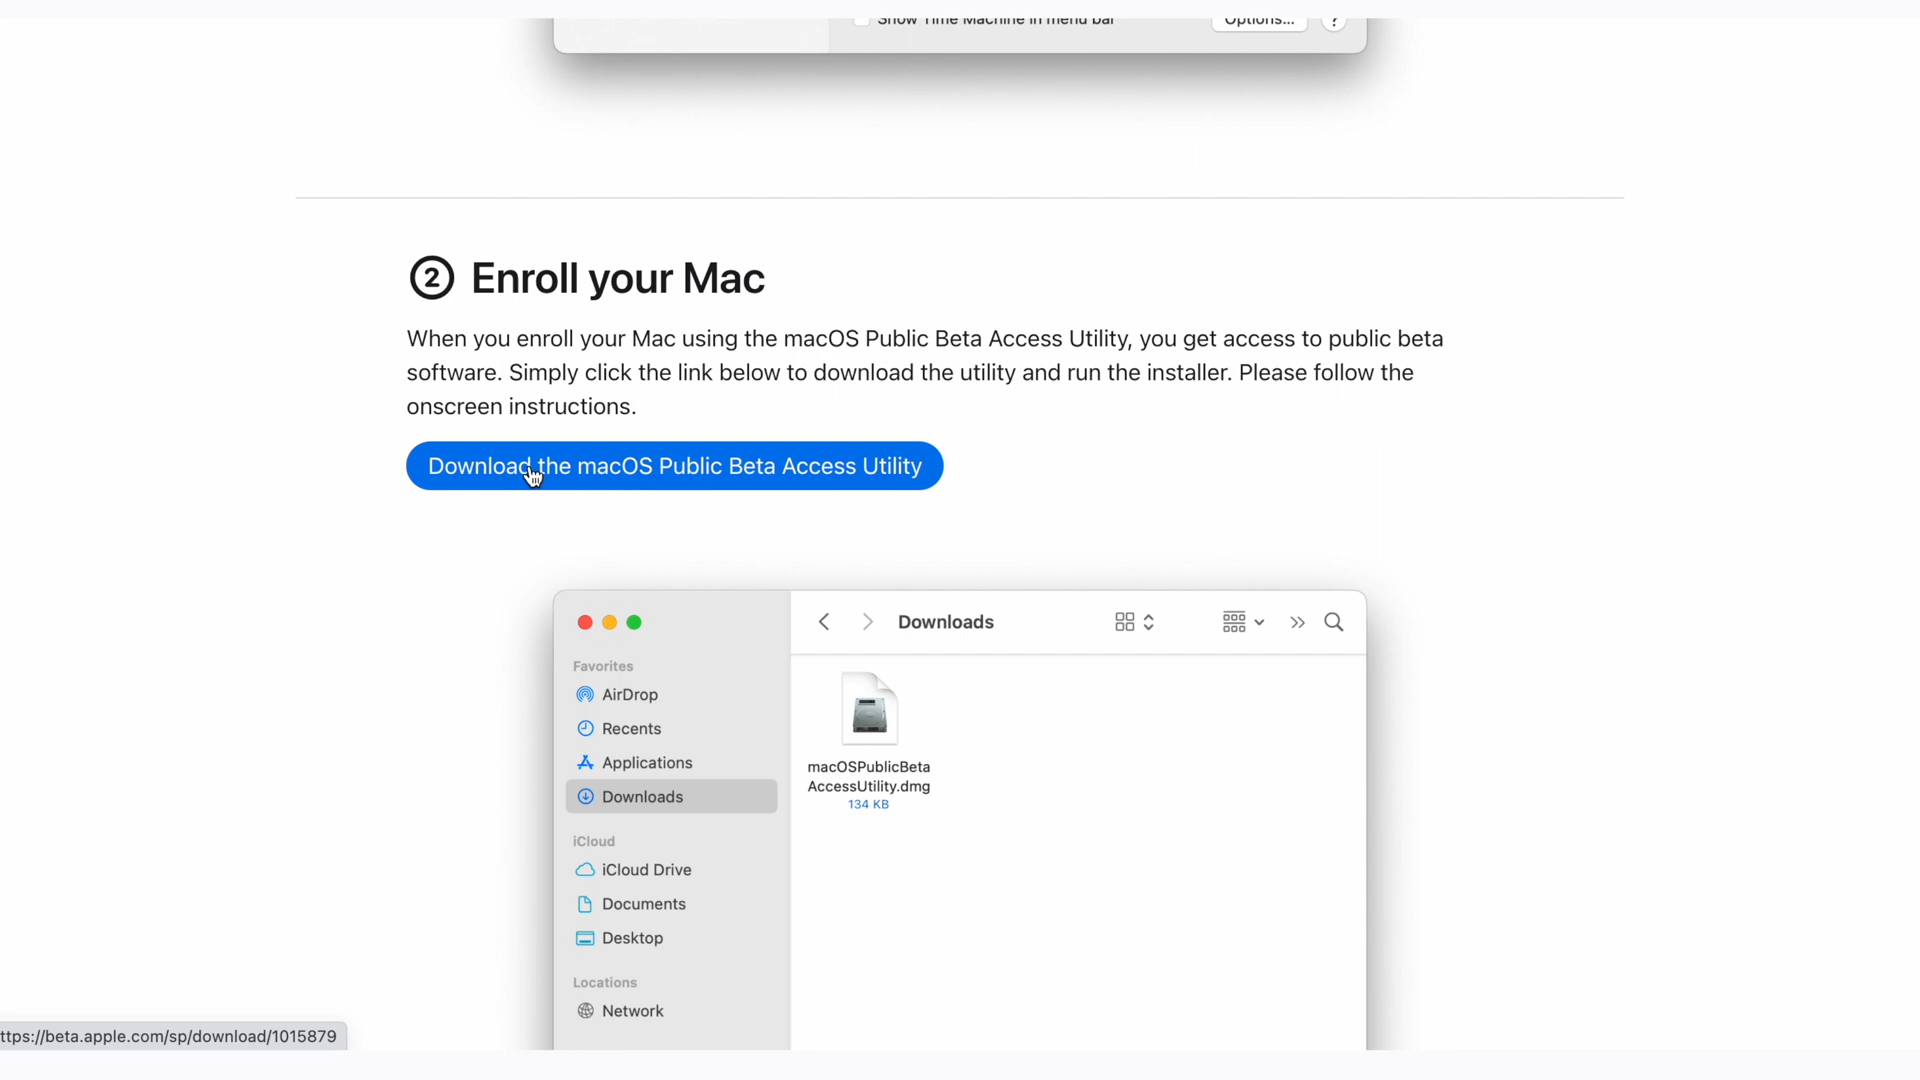 Show Time Machine in menu bar
Options...
?
2 Enroll your Mac
When you enroll your Mac using the macOS Public Beta Access Utility, you get access to public beta
software. Simply click the link below to download the utility and run the installer. Please follow the
onscreen instructions.
Download the macOS Public Beta Access Utility
Downloads
Favorites
AirDrop
Recents
Applications
Downloads
iCloud
iCloud Drive
Documents
Desktop
Locations
Network
macOSPublicBeta
AccessUtility.dmg
134 KB
ttps://beta.apple.com/sp/download/1015879